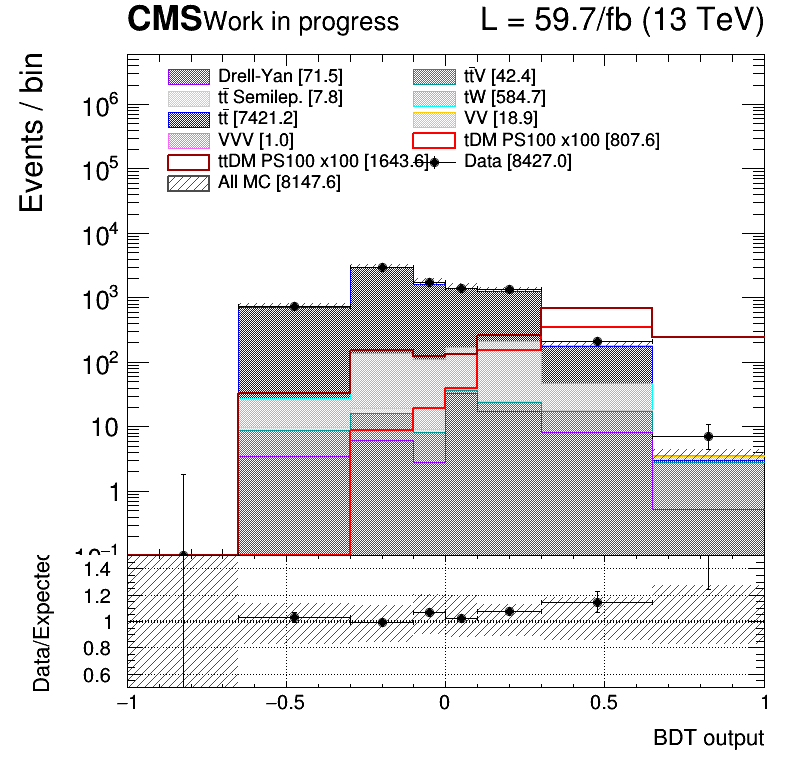 CMS Work in progress L = 59.7/fb (13 TeV)
Events / bin
Drell-Yan [71.5] tt̄V [42.4]
tt̄ Semilep. [7.8] tW [584.7]
tt̄ [7421.2] VV [18.9]
VVV [1.0] tDM PS100 x100 [807.6]
ttDM PS100 x100 [1643.6] Data [8427.0]
All MC [8147.6]
10⁶
10⁵
10⁴
10³
10²
10
1
10⁻¹
Data/Expected
1.4
1.2
1
0.8
0.6
−1 −0.5 0 0.5 1
BDT output